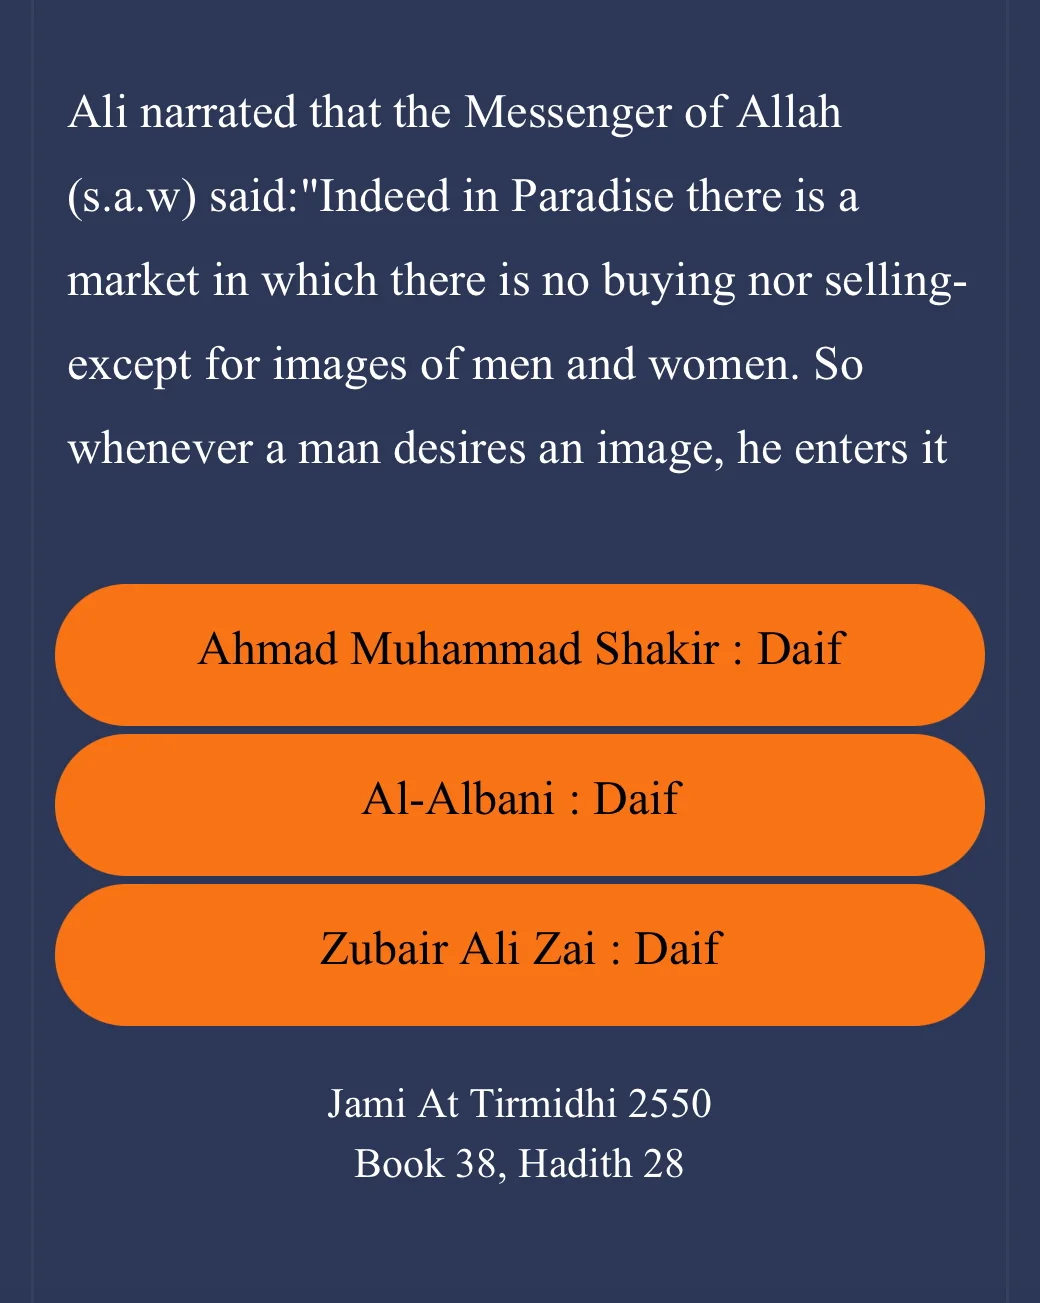 Ali narrated that the Messenger of Allah
(s.a.w) said:"Indeed in Paradise there is a
market in which there is no buying nor selling-
except for images of men and women. So
whenever a man desires an image, he enters it
Ahmad Muhammad Shakir : Daif
Al-Albani : Daif
Zubair Ali Zai : Daif
Jami At Tirmidhi 2550
Book 38, Hadith 28